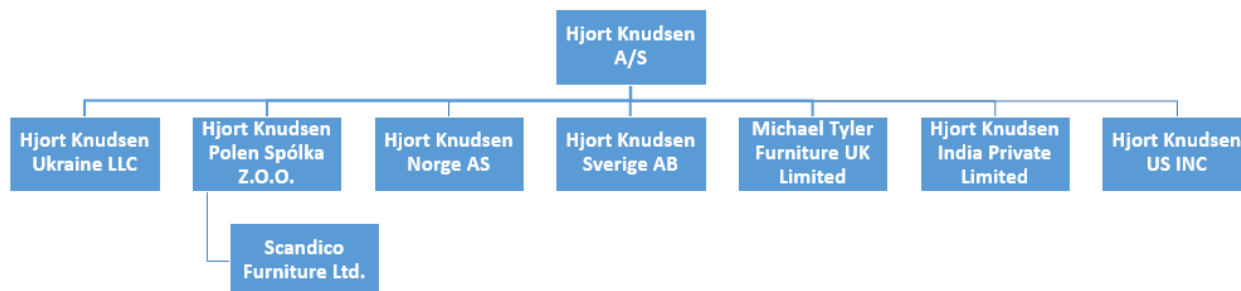 Hjort Knudsen
A/S
Hjort Knudsen
Ukraine LLC
Hjort Knudsen
Polen Spólka
Z.O.O.
Hjort Knudsen
Norge AS
Hjort Knudsen
Sverige AB
Michael Tyler
Furniture UK
Limited
Hjort Knudsen
India Private
Limited
Hjort Knudsen
US INC
Scandico
Furniture Ltd.